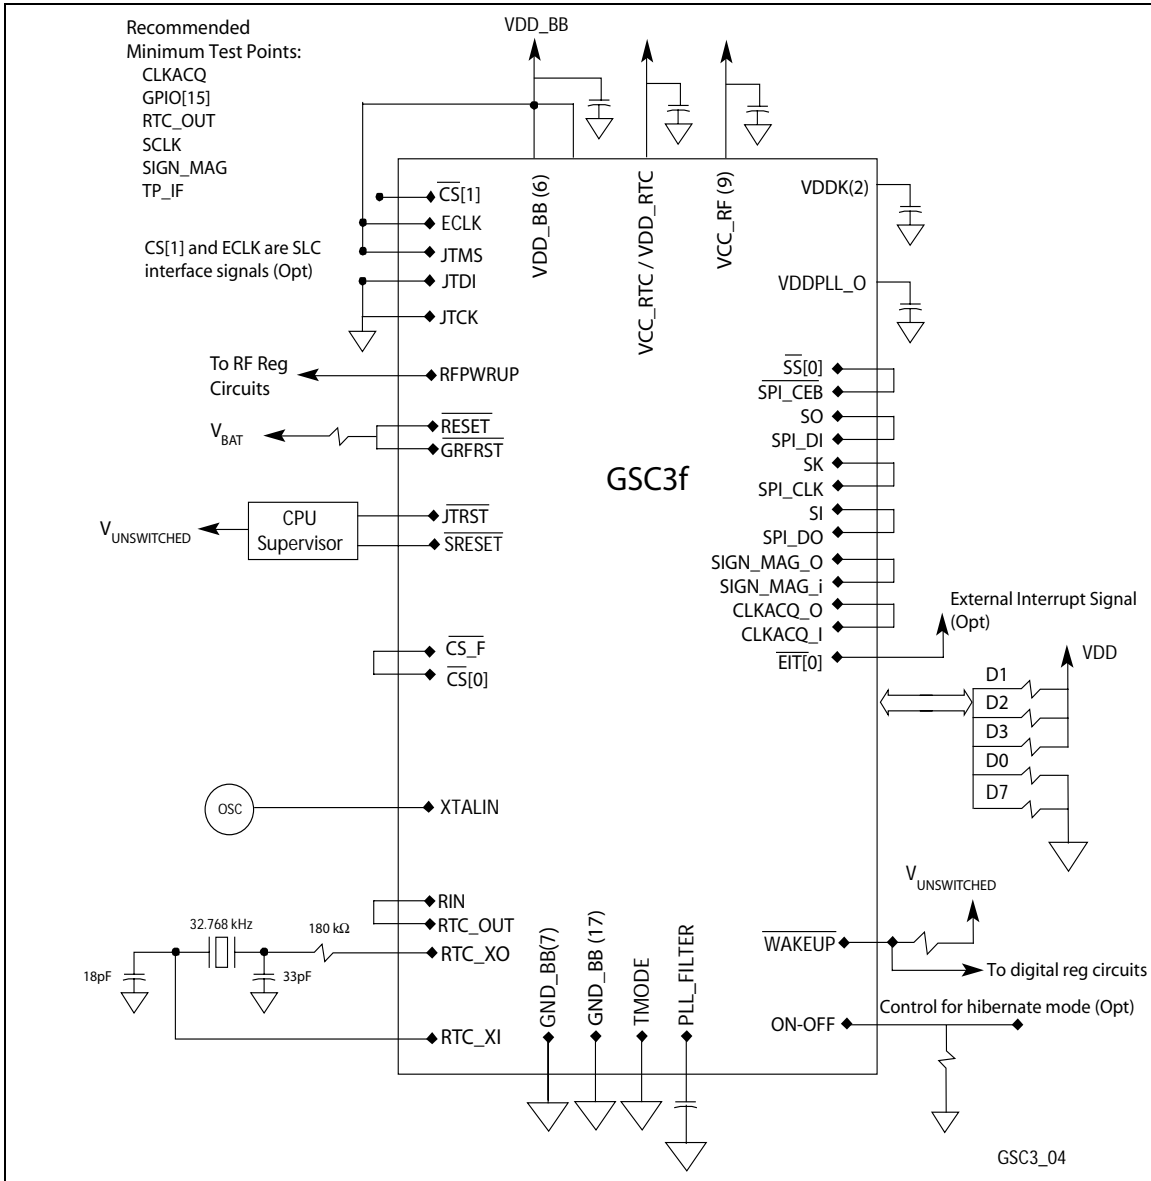 Recommended
Minimum Test Points:
CLKACQ
GPIO[15]
RTC_OUT
SCLK
SIGN_MAG
TP_IF
CS[1] and ECLK are SLC
interface signals (Opt)
VDD_BB
VDD_BB (6)
VCC_RTC / VDD_RTC
VCC_RF (9)
VDDK(2)
VDDPLL_O
CS[1]
ECLK
JTMS
JTDI
JTCK
To RF Reg
Circuits
RFPWRUP
VBAT
RESET
GRFRST
VUNSWITCHED
CPU
Supervisor
JTRST
SRESET
CS_F
CS[0]
OSC
XTALIN
RIN
RTC_OUT
32.768 kHz
180 kΩ
RTC_XO
18pF
33pF
RTC_XI
GSC3f
SS[0]
SPI_CEB
SO
SPI_DI
SK
SPI_CLK
SI
SPI_DO
SIGN_MAG_O
SIGN_MAG_i
CLKACQ_O
CLKACQ_I
EIT[0]
External Interrupt Signal
(Opt)
VDD
D1
D2
D3
D0
D7
VUNSWITCHED
WAKEUP
To digital reg circuits
Control for hibernate mode (Opt)
ON-OFF
GND_BB(7)
GND_BB (17)
TMODE
PLL_FILTER
GSC3_04